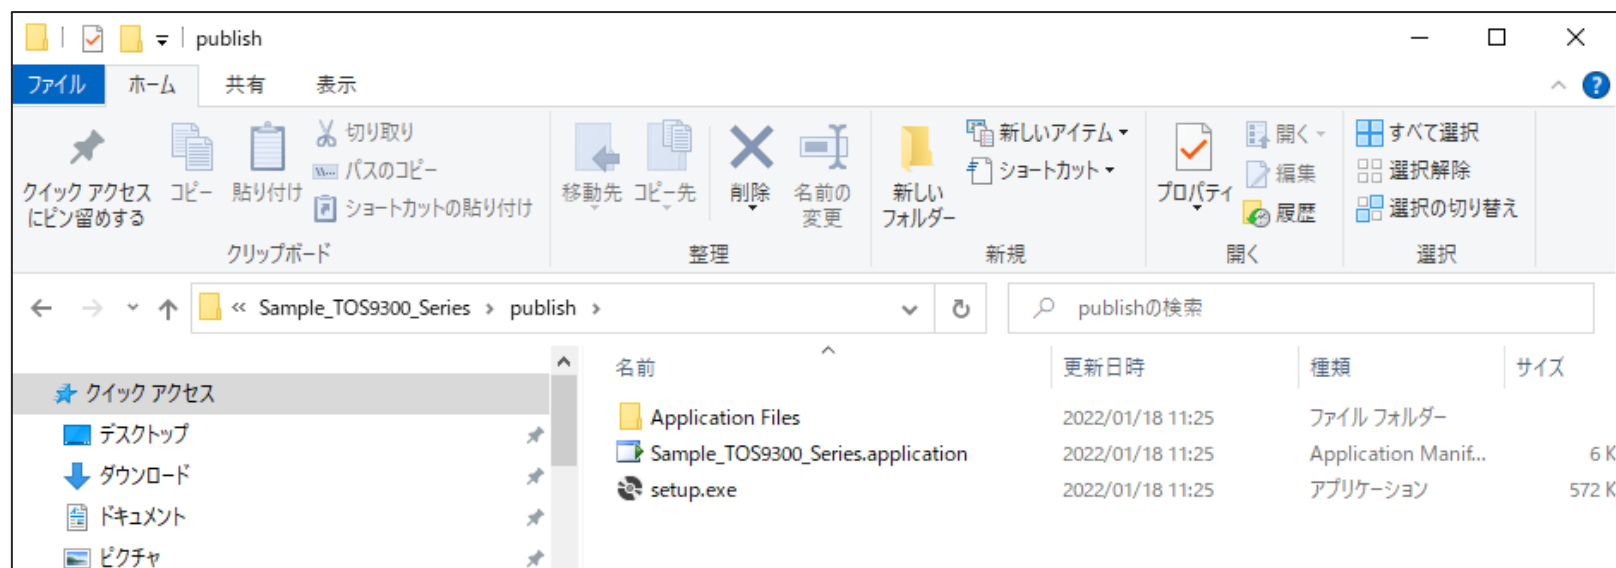 publish
ファイル ホーム 共有 表示
クイック アクセス
にピン留めする
コピー
貼り付け
切り取り
パスのコピー
ショートカットの貼り付け
クリップボード
移動先
コピー先
削除
名前の
変更
整理
新しい
フォルダー
新しいアイテム
ショートカット
新規
プロパティ
開く
編集
履歴
開く
すべて選択
選択解除
選択の切り替え
選択
« Sample_TOS9300_Series › publish ›
publishの検索
クイック アクセス
デスクトップ
ダウンロード
ドキュメント
ピクチャ
名前 更新日時 種類 サイズ
Application Files 2022/01/18 11:25 ファイル フォルダー
Sample_TOS9300_Series.application 2022/01/18 11:25 Application Manif... 6 K
setup.exe 2022/01/18 11:25 アプリケーション 572 K